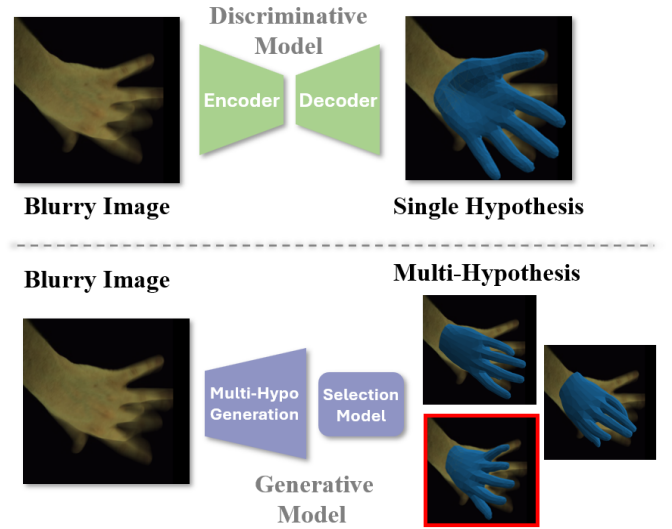 Discriminative
Model
Encoder
Decoder
Blurry Image
Single Hypothesis
Blurry Image
Multi-Hypothesis
Multi-Hypo
Generation
Selection
Model
Generative
Model